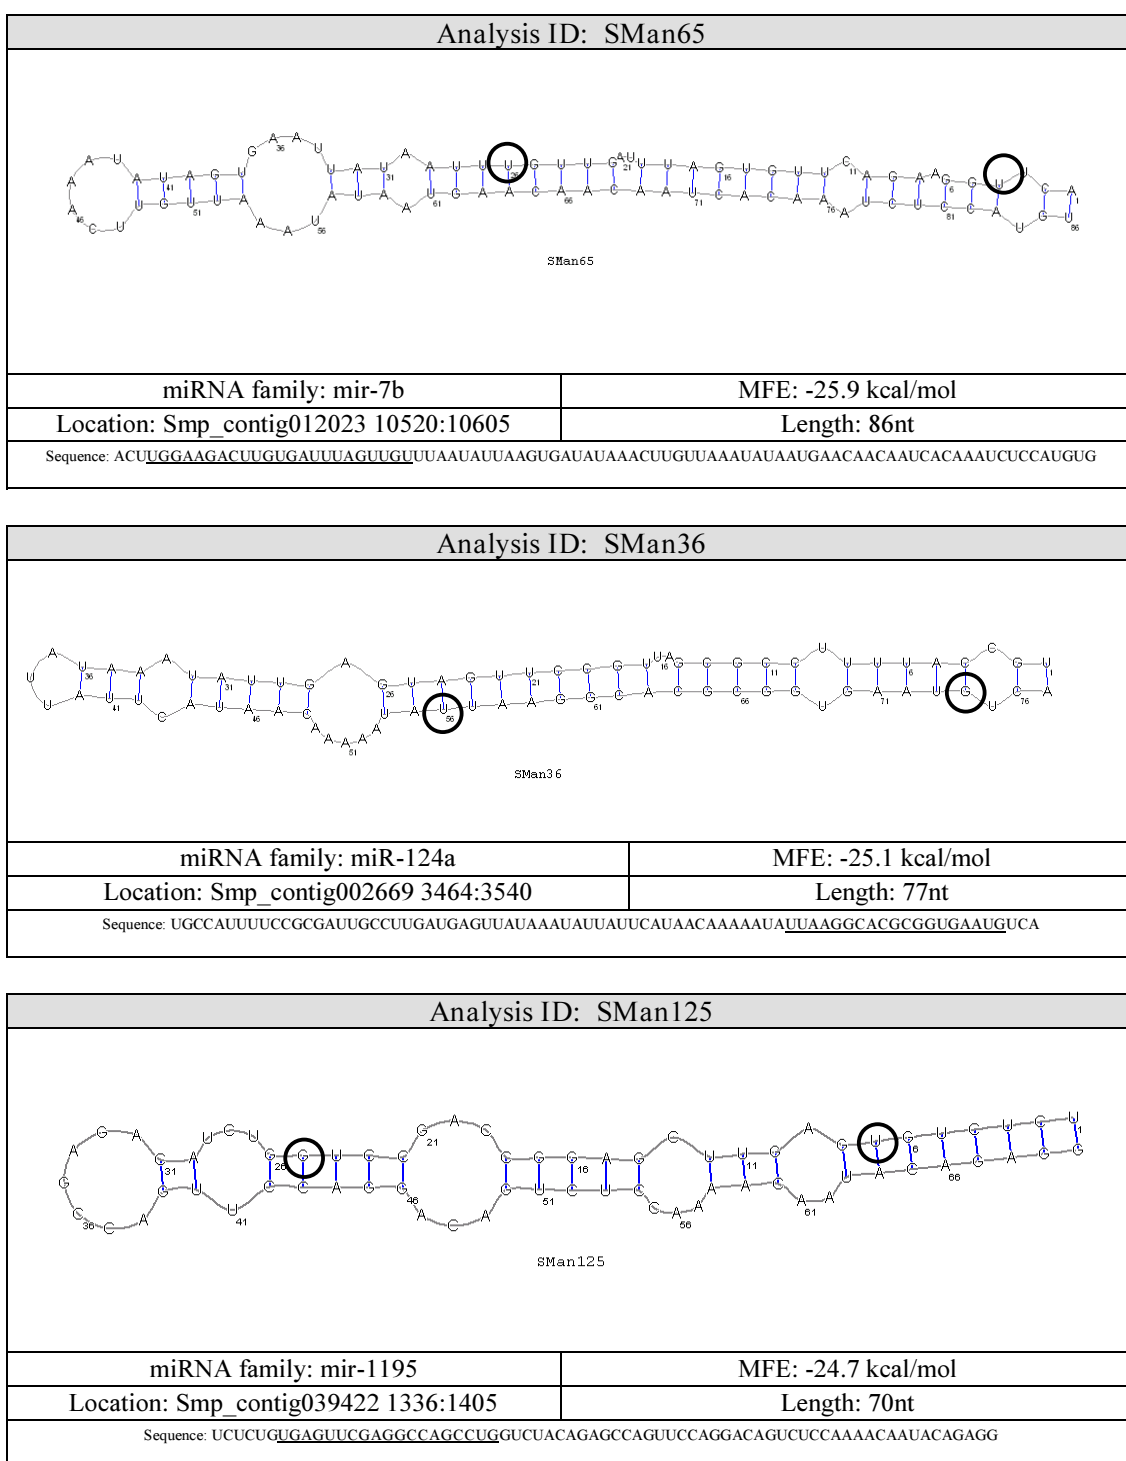 Analysis ID: SMan65
SMan65
miRNA family: mir-7b
MFE: -25.9 kcal/mol
Location: Smp_contig012023 10520:10605
Length: 86nt
Sequence: ACUUGGAAGACUUGUGAUUUAGUUGUUUAAUAUUAAGUGAUAUAAACUUGUUAAAUAUAAUGAACAACAAUCACAAAUCUCCAUGUG
Analysis ID: SMan36
SMan36
miRNA family: miR-124a
MFE: -25.1 kcal/mol
Location: Smp_contig002669 3464:3540
Length: 77nt
Sequence: UGCCAUUUUCCGCGAUUGCCUUGAUGAGUUAUAAAUAUUAUUCAUAACAAAAAUAUUAAGGCACGCGGUGAAUGUCA
Analysis ID: SMan125
SMan125
miRNA family: mir-1195
MFE: -24.7 kcal/mol
Location: Smp_contig039422 1336:1405
Length: 70nt
Sequence: UCUCUGUGAGUUCGAGGCCAGCCUGGUCUACAGAGCCAGUUCCAGGACAGUCUCCAAAACAAUACAGAGG